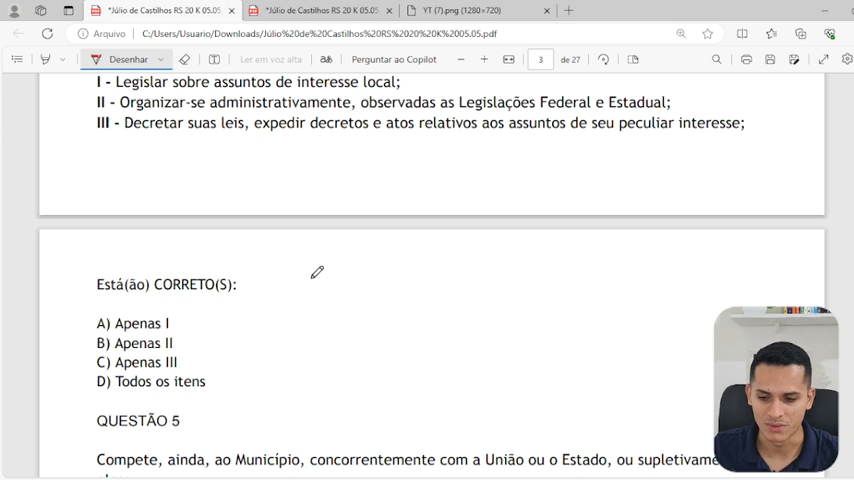 *Júlio de Castilhos RS 20 K 05.05
*Júlio de Castilhos RS 20 K 05.05
YT (7).png (1280×720)
Arquivo
C:/Users/Usuario/Downloads/Júlio%20de%20Castilhos%20RS%2020%20K%2005.05.pdf
Desenhar
Ler em voz alta
Perguntar ao Copilot
3
de 27
I - Legislar sobre assuntos de interesse local;
II - Organizar-se administrativamente, observadas as Legislações Federal e Estadual;
III - Decretar suas leis, expedir decretos e atos relativos aos assuntos de seu peculiar interesse;
Está(ão) CORRETO(S):
A) Apenas I
B) Apenas II
C) Apenas III
D) Todos os itens
QUESTÃO 5
Compete, ainda, ao Município, concorrentemente com a União ou o Estado, ou supletivame